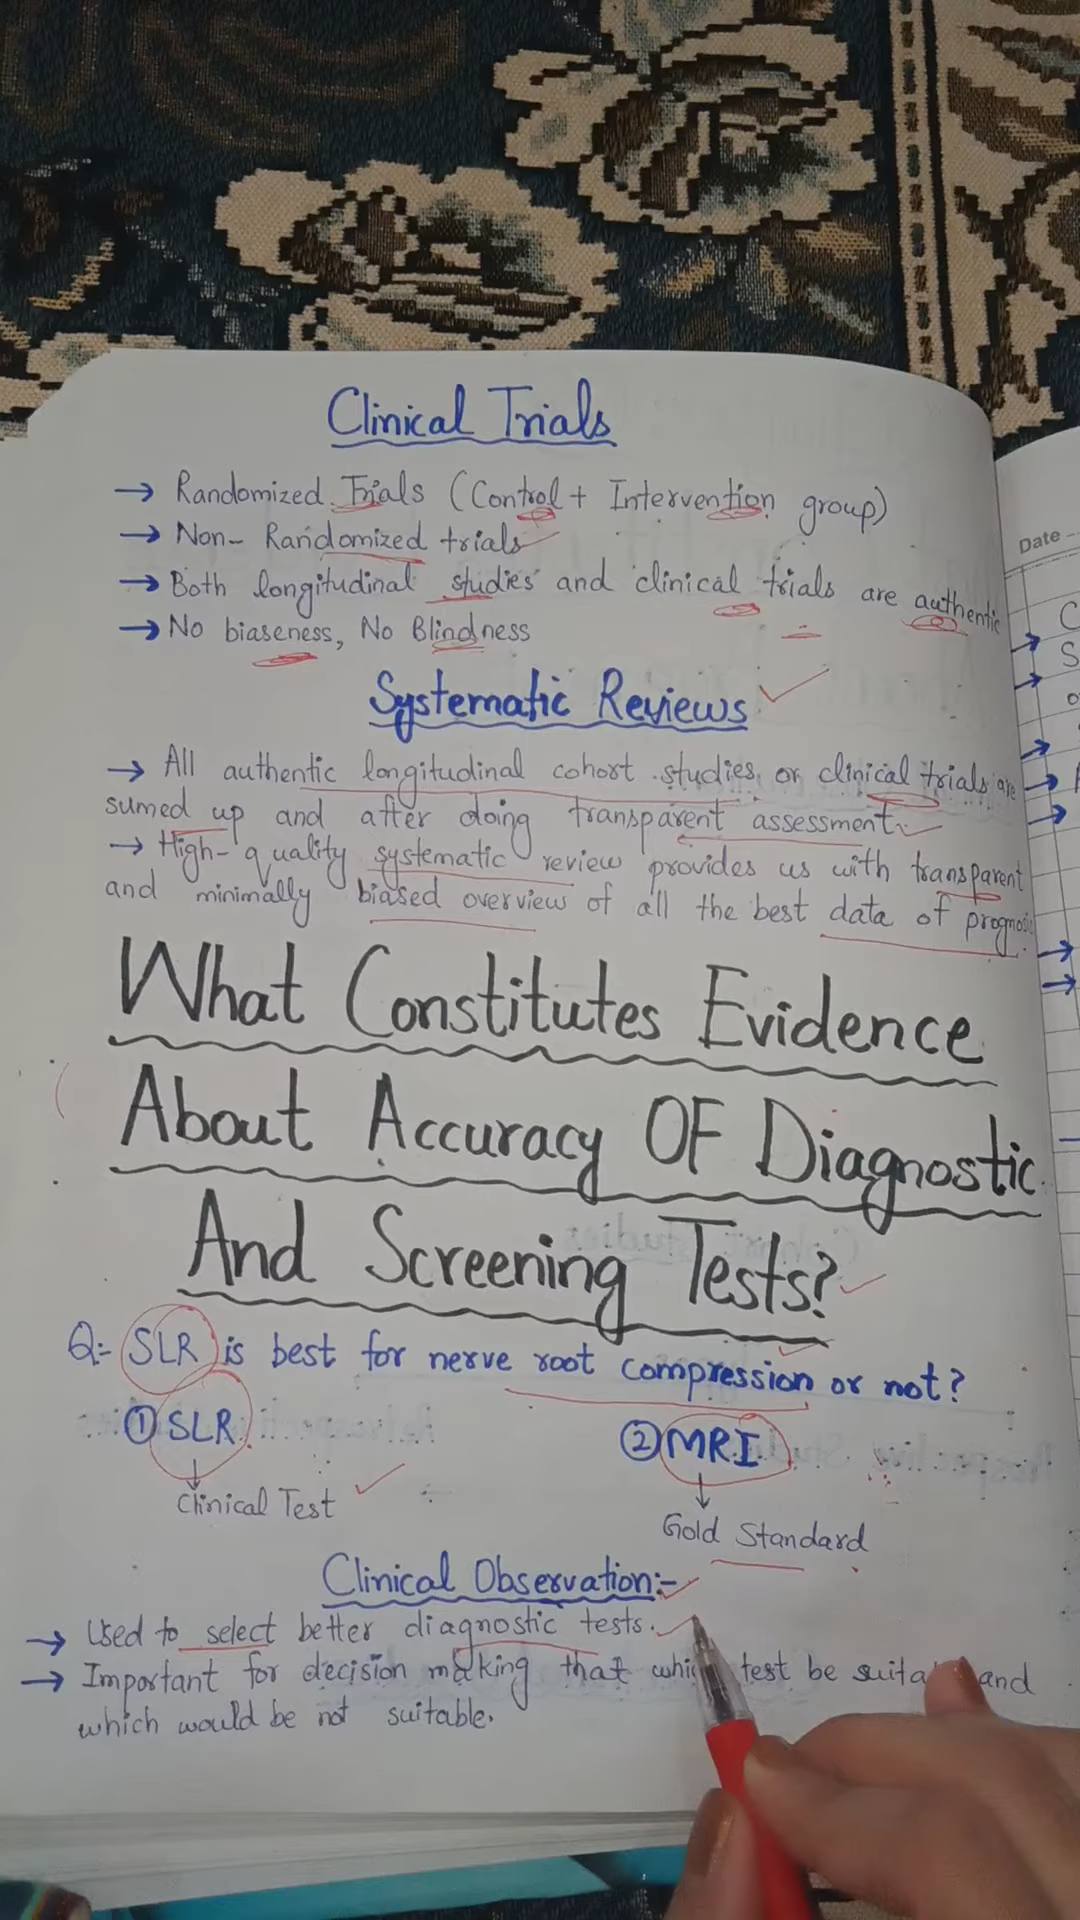 Clinical Trials
→ Randomized Trials (Control + Intervention group)
→ Non- Randomized trials
→ Both longitudinal studies and clinical trials are authentic
→ No biaseness, No Blindness
Systematic Reviews
→ All authentic longitudinal cohort studies or clinical trials are
sumed up and after doing transparent assessment.
→ High-quality systematic review provides us with transparent
and minimally biased overview of all the best data of prognosis.
What Constitutes Evidence
About Accuracy OF Diagnostic
And Screening Tests?
Q:- SLR is best for nerve root compression or not?
① SLR ② MRI
↓ ↓
Clinical Test Gold Standard
Clinical Observation:-
→ Used to select better diagnostic tests.
→ Important for decision making that test be and
which would be not suitable.
Date